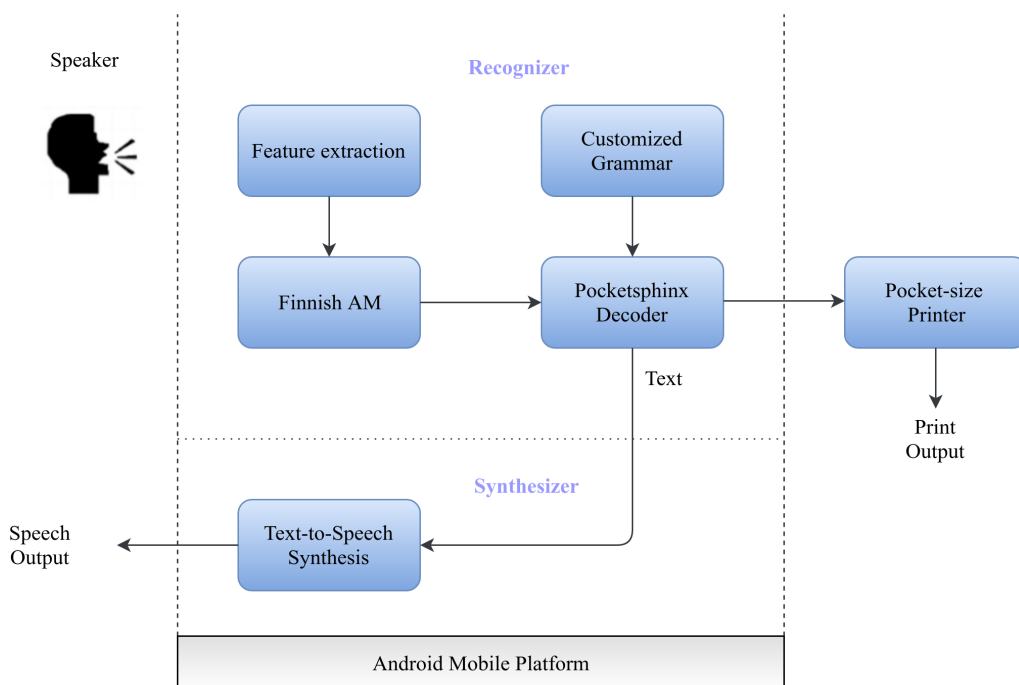 Speaker
Recognizer
Feature extraction
Customized
Grammar
Finnish AM
Pocketsphinx
Decoder
Pocket-size
Printer
Text
Print
Output
Synthesizer
Speech
Output
Text-to-Speech
Synthesis
Android Mobile Platform